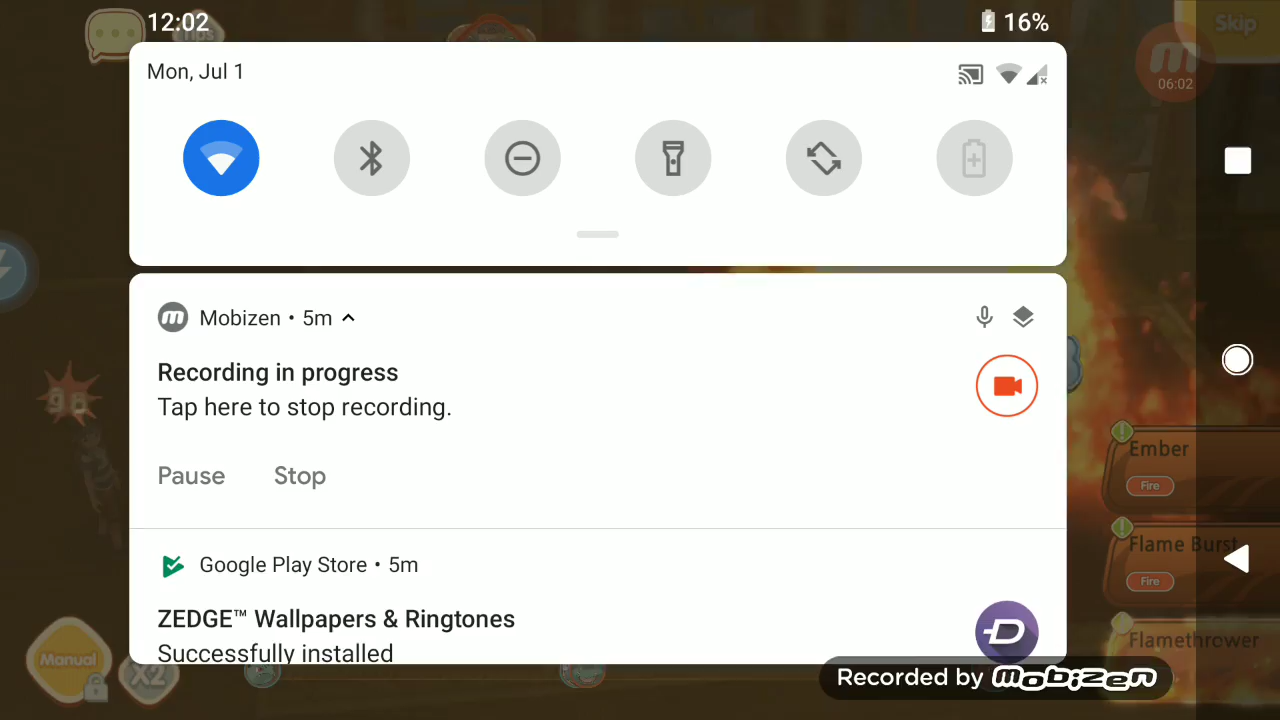 12:02
16%
Tips
Skip
Mon, Jul 1
06:02
Mobizen • 5m
Recording in progress
Tap here to stop recording.
Pause Stop
98
Ember
Fire
Flame Burst
Fire
Google Play Store • 5m
ZEDGE™ Wallpapers & Ringtones
Successfully installed
Flamethrower
Manual
X2
Recorded by mobizen